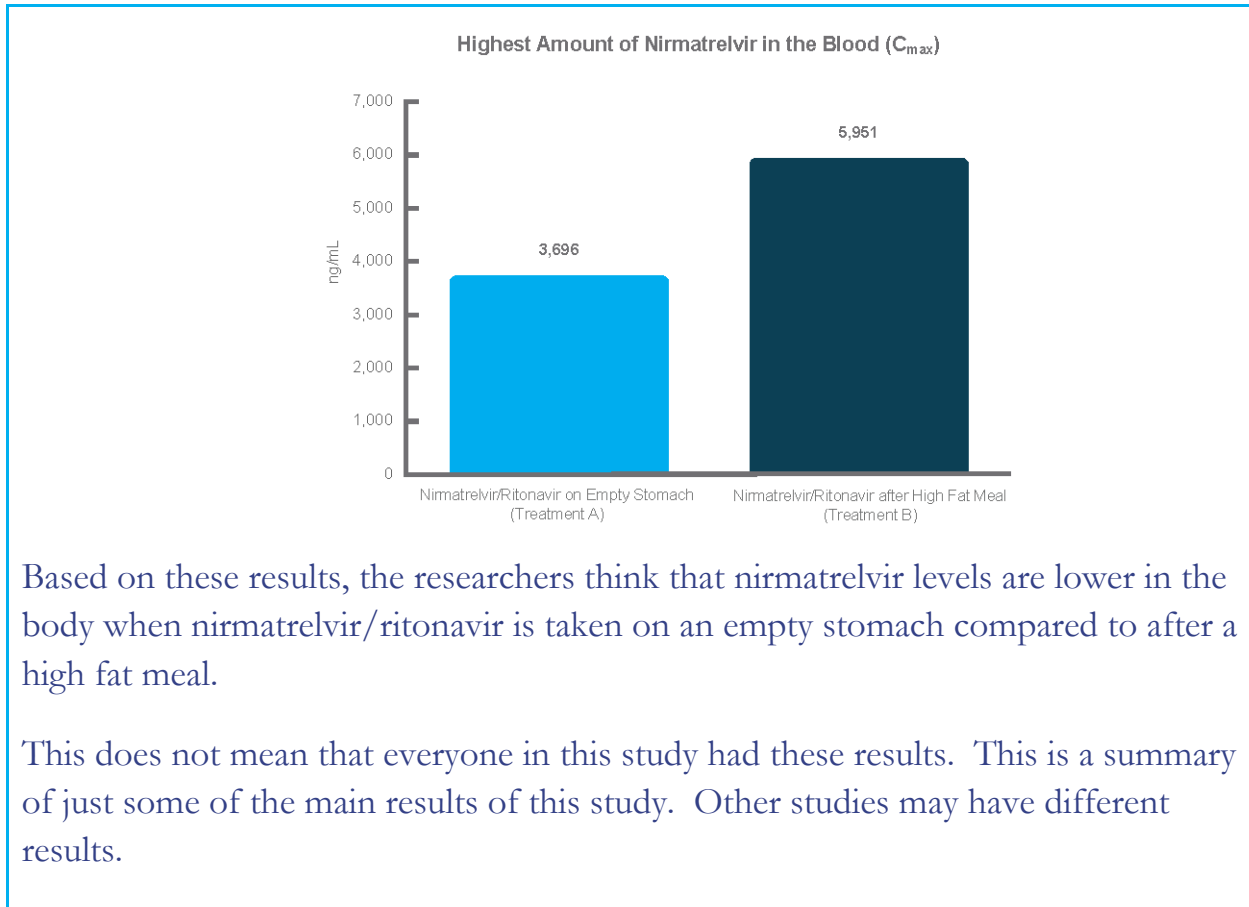 Highest Amount of Nirmatrelvir in the Blood (Cmax)
7,000
6,000
5,000
4,000
3,000
2,000
1,000
0
ng/mL
3,696
5,951
Nirmatrelvir/Ritonavir on Empty Stomach
(Treatment A)
Nirmatrelvir/Ritonavir after High Fat Meal
(Treatment B)
Based on these results, the researchers think that nirmatrelvir levels are lower in the
body when nirmatrelvir/ritonavir is taken on an empty stomach compared to after a
high fat meal.
This does not mean that everyone in this study had these results.  This is a summary
of just some of the main results of this study.  Other studies may have different
results.